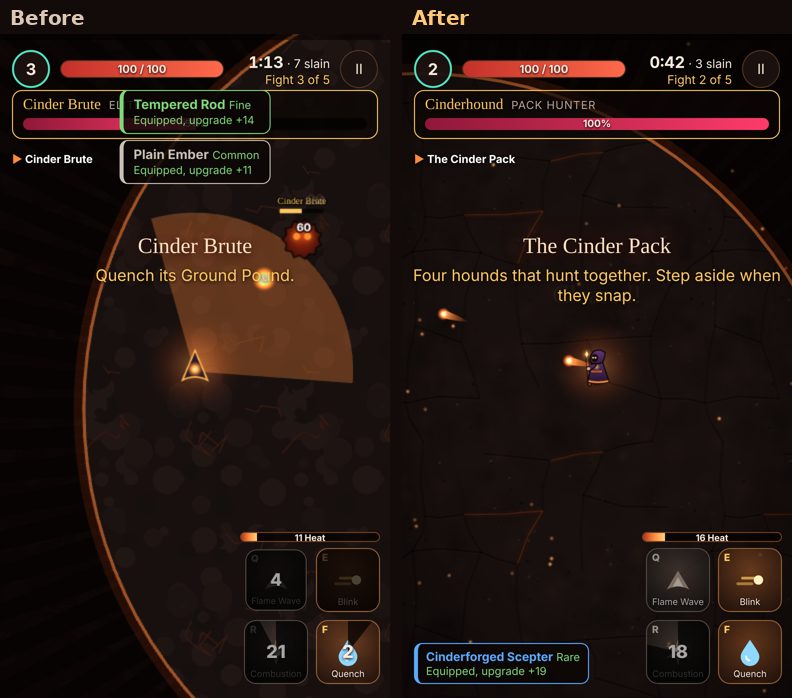 Before
3
100 / 100
1:13 · 7 slain
Fight 3 of 5
Cinder Brute EL
Tempered Rod Fine
Equipped, upgrade +14
Cinder Brute
Plain Ember Common
Equipped, upgrade +11
Cinder Brute
60
Cinder Brute
Quench its Ground Pound.
11 Heat
Q
4
Flame Wave
E
Blink
R
21
Combustion
F
2
Quench
After
2
100 / 100
0:42 · 3 slain
Fight 2 of 5
Cinderhound PACK HUNTER
100%
The Cinder Pack
The Cinder Pack
Four hounds that hunt together. Step aside when
they snap.
16 Heat
Q
Flame Wave
E
Blink
R
18
Combustion
F
Quench
Cinderforged Scepter Rare
Equipped, upgrade +19